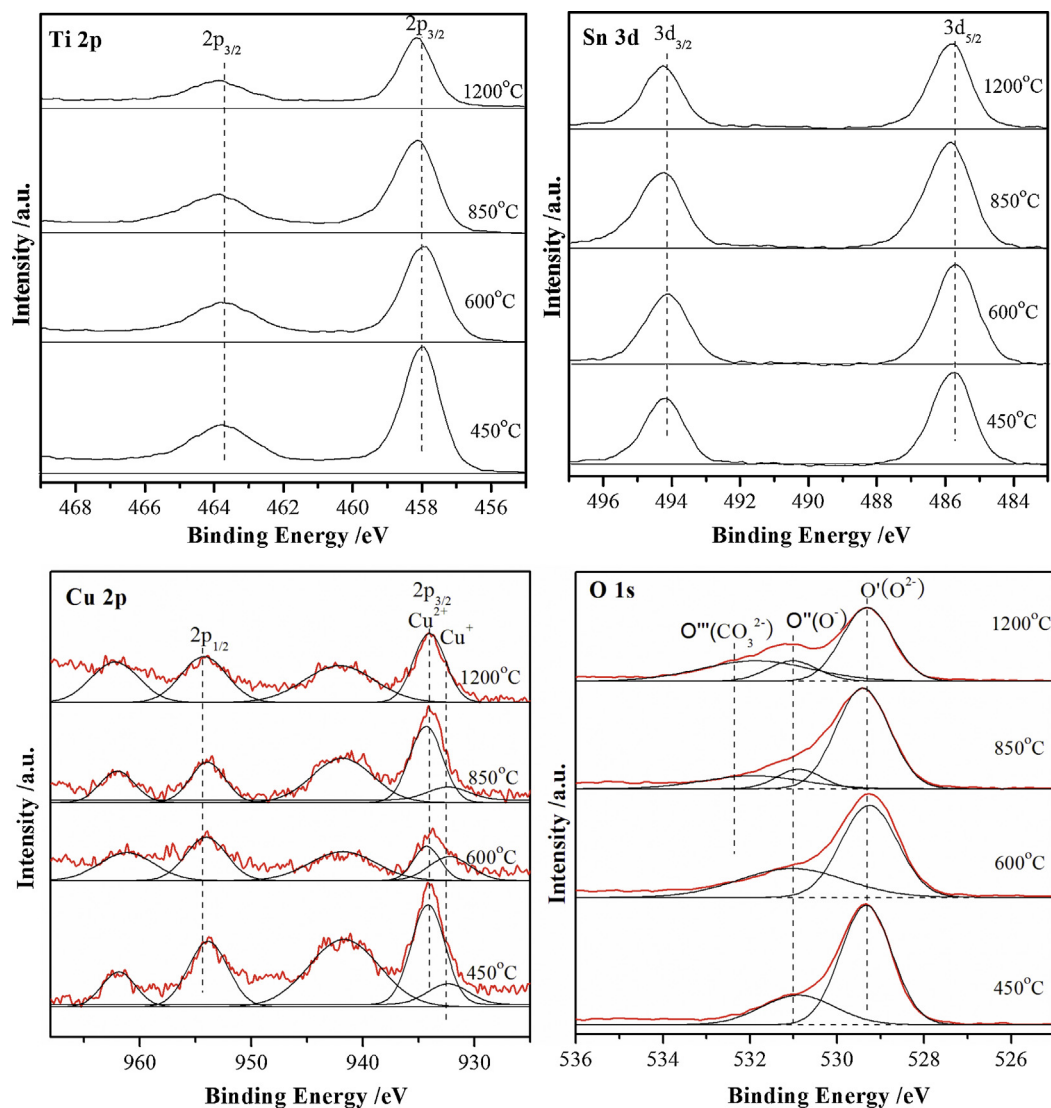 Ti 2p
2p3/2
2p3/2
1200°C
850°C
600°C
450°C
Intensity /a.u.
468 466 464 462 460 458 456
Binding Energy /eV
Sn 3d
3d3/2
3d5/2
1200°C
850°C
600°C
450°C
Intensity /a.u.
496 494 492 490 488 486 484
Binding Energy /eV
Cu 2p
2p3/2
Cu2+
Cu+
2p1/2
1200°C
850°C
600°C
450°C
Intensity /a.u.
960 950 940 930
Binding Energy /eV
O 1s
O'(O2-)
O''(O-)
O'''(CO32-)
1200°C
850°C
600°C
450°C
Intensity /a.u.
536 534 532 530 528 526
Binding Energy /eV